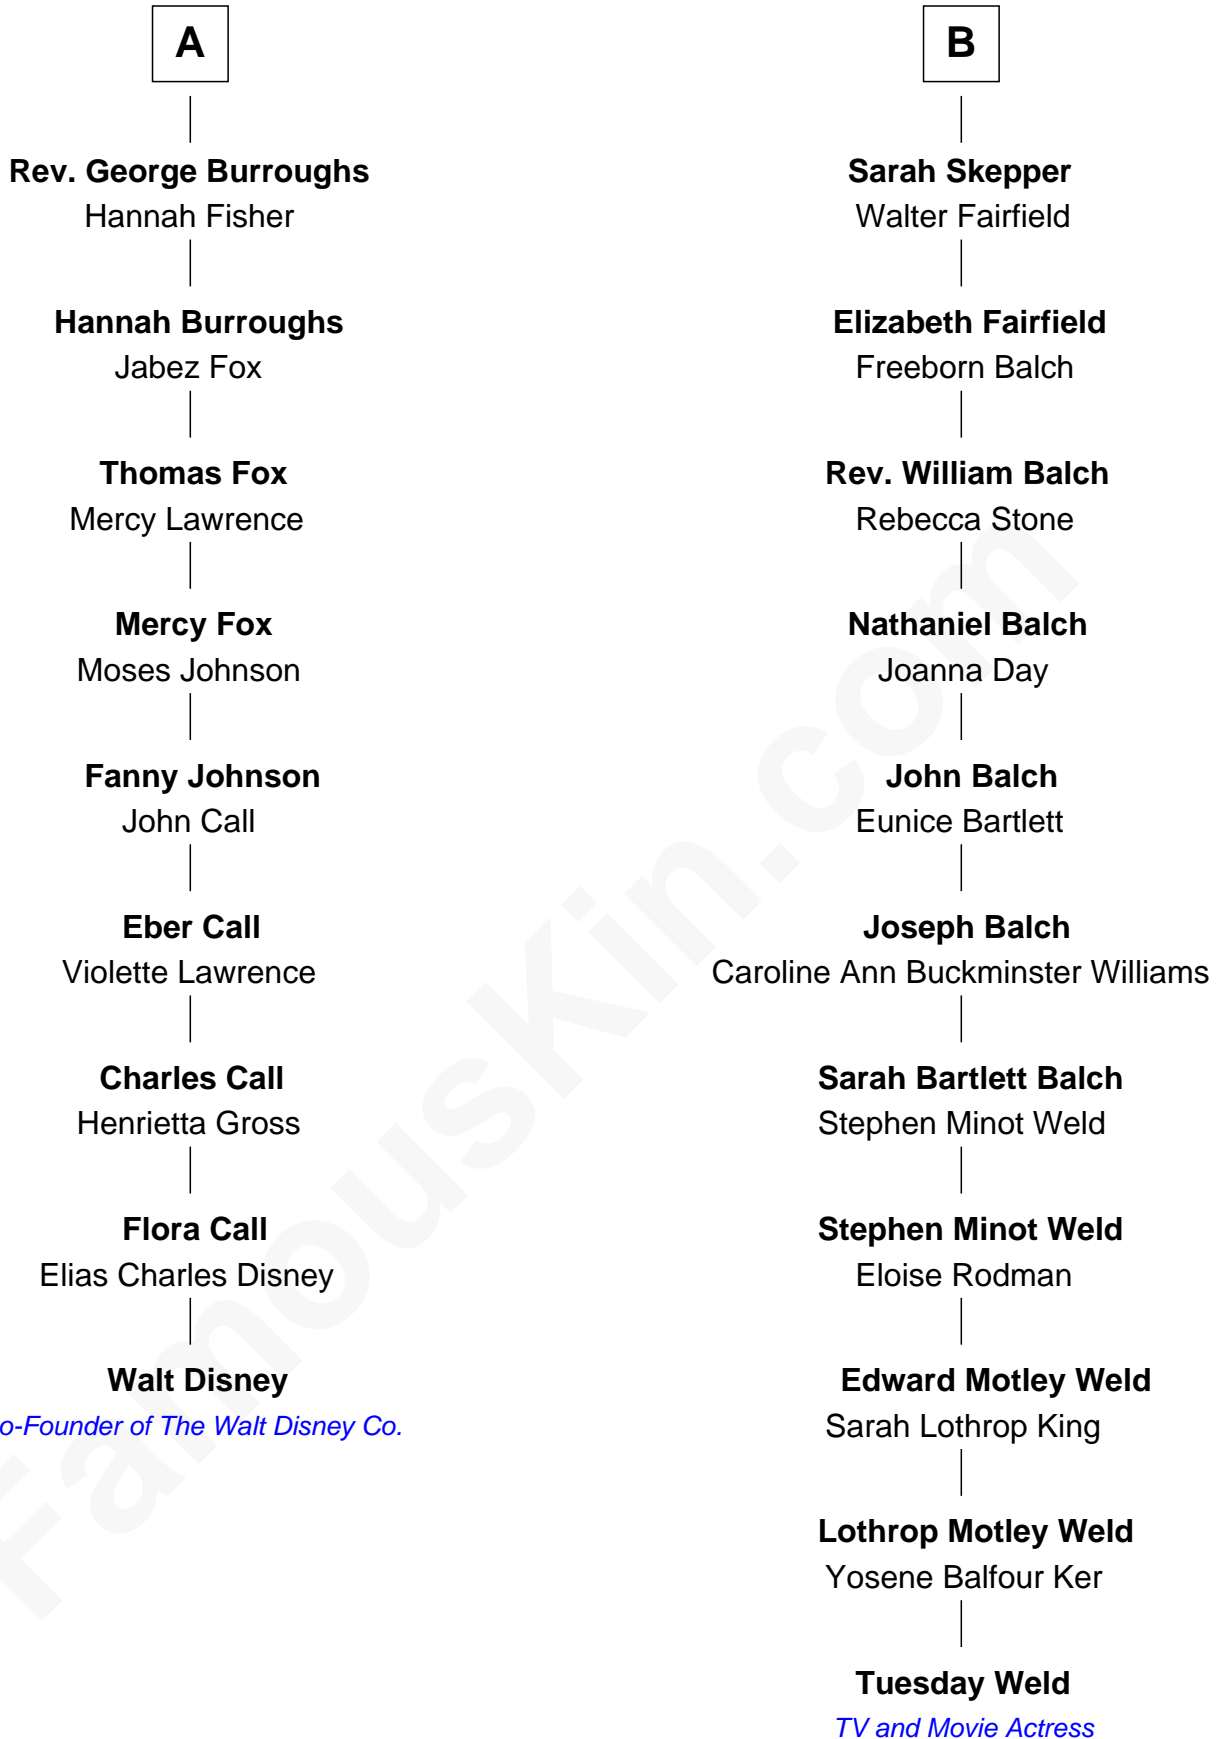 A
Rev. George Burroughs
Hannah Fisher
Hannah Burroughs
Jabez Fox
Thomas Fox
Mercy Lawrence
Mercy Fox
Moses Johnson
Fanny Johnson
John Call
Eber Call
Violette Lawrence
Charles Call
Henrietta Gross
Flora Call
Elias Charles Disney
Walt Disney
o-Founder of The Walt Disney Co.
B
Sarah Skepper
Walter Fairfield
Elizabeth Fairfield
Freeborn Balch
Rev. William Balch
Rebecca Stone
Nathaniel Balch
Joanna Day
John Balch
Eunice Bartlett
Joseph Balch
Caroline Ann Buckminster Williams
Sarah Bartlett Balch
Stephen Minot Weld
Stephen Minot Weld
Eloise Rodman
Edward Motley Weld
Sarah Lothrop King
Lothrop Motley Weld
Yosene Balfour Ker
Tuesday Weld
TV and Movie Actress
FamousKin.com